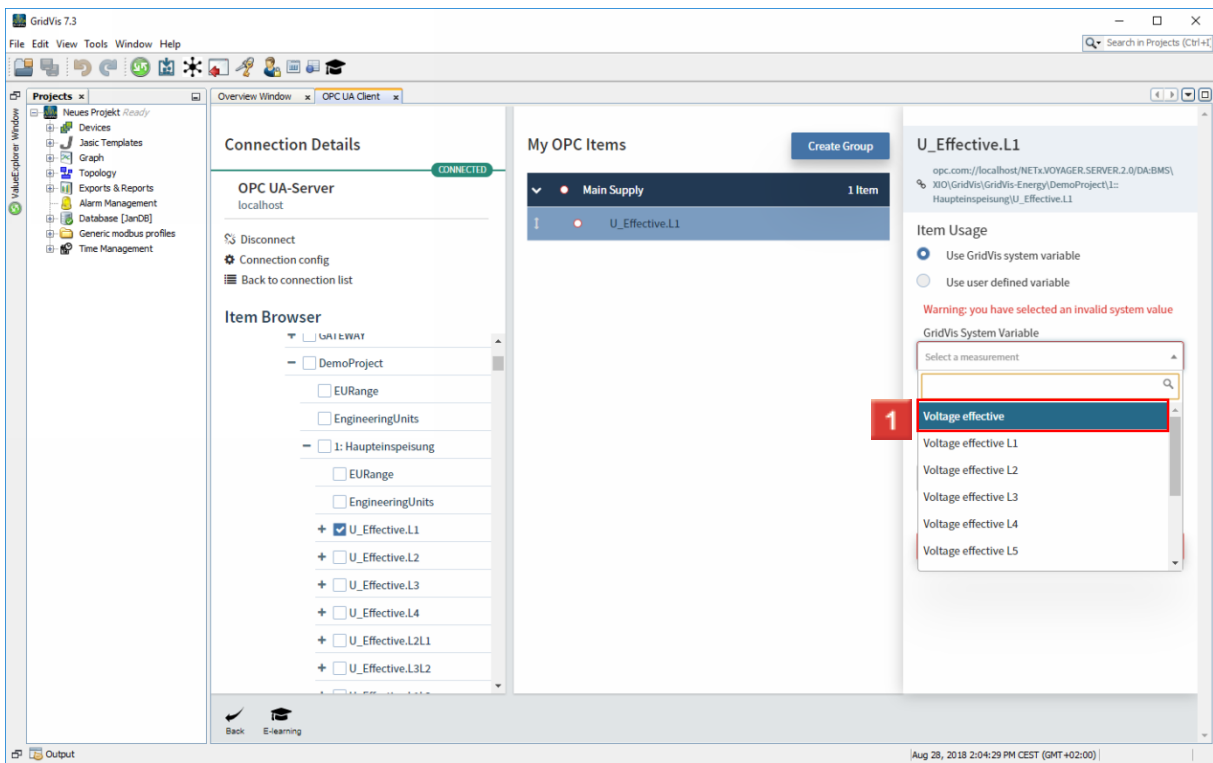 GridVis 7.3
File Edit View Tools Window Help
Search in Projects (Ctrl+I)
Projects
Overview Window
OPC UA Client
ValueExplorer Window
Neues Projekt Ready
Devices
Jasic Templates
Graph
Topology
Exports & Reports
Alarm Management
Database [JanDB]
Generic modbus profiles
Time Management
Connection Details
CONNECTED
OPC UA-Server
localhost
Disconnect
Connection config
Back to connection list
Item Browser
GATEWAY
DemoProject
EURange
EngineeringUnits
1: Haupteinspeisung
EURange
EngineeringUnits
U_Effective.L1
U_Effective.L2
U_Effective.L3
U_Effective.L4
U_Effective.L2L1
U_Effective.L3L2
My OPC Items
Create Group
Main Supply 1 Item
U_Effective.L1
U_Effective.L1
opc.com://localhost/NETx.VOYAGER.SERVER.2.0/DA:BMS\
XIO\GridVis\GridVis-Energy\DemoProject\1::
Haupteinspeisung\U_Effective.L1
Item Usage
Use GridVis system variable
Use user defined variable
Warning: you have selected an invalid system value
GridVis System Variable
Select a measurement
1
Voltage effective
Voltage effective L1
Voltage effective L2
Voltage effective L3
Voltage effective L4
Voltage effective L5
Back
E-learning
Output
Aug 28, 2018 2:04:29 PM CEST (GMT+02:00)